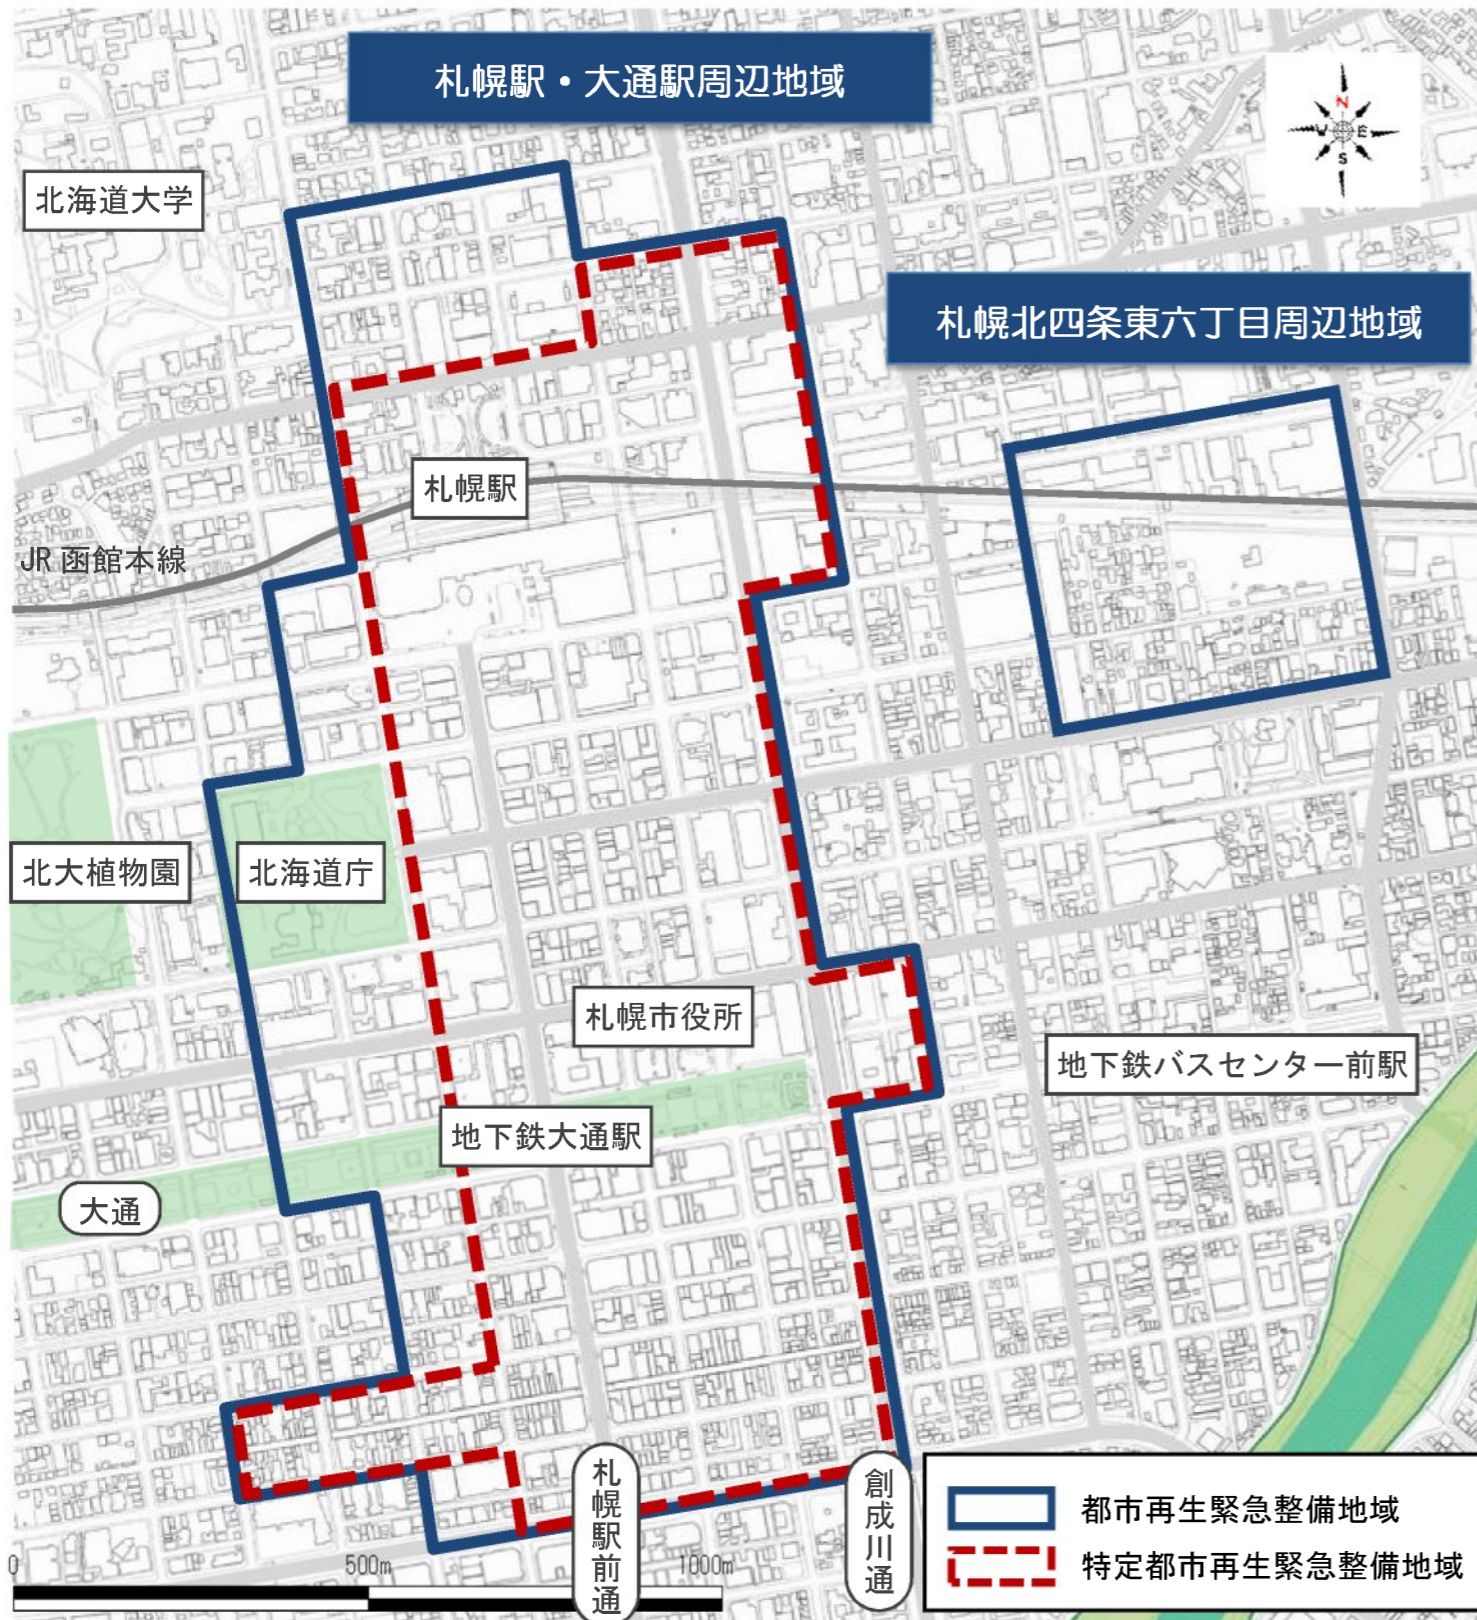 札幌駅・大通駅周辺地域
N
W
E
S
北海道大学
札幌北四条東六丁目周辺地域
札幌駅
JR 函館本線
北大植物園
北海道庁
札幌市役所
地下鉄バスセンター前駅
地下鉄大通駅
大通
札幌駅前通
創成川通
都市再生緊急整備地域
特定都市再生緊急整備地域
0
500m
1000m